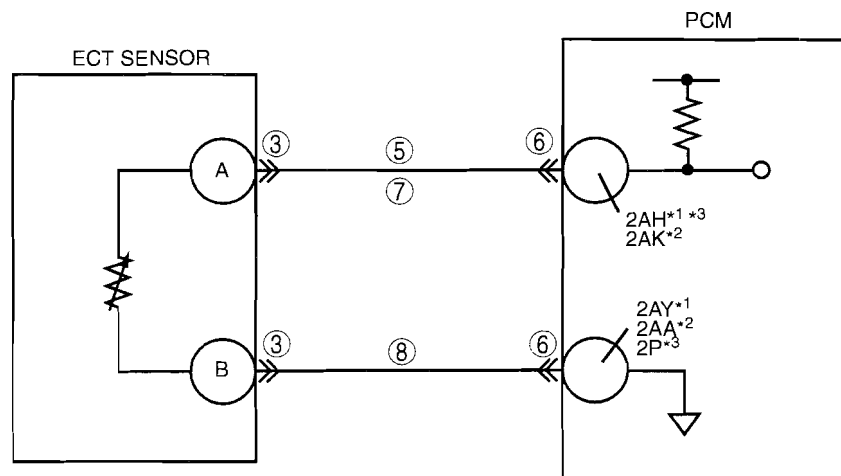 PCM
ECT SENSOR
③ ⑤ ⑥
A
⑦
2AH*1 *3
2AK*2
2AY*1
2AA*2
2P*3
③ ⑧ ⑥
B